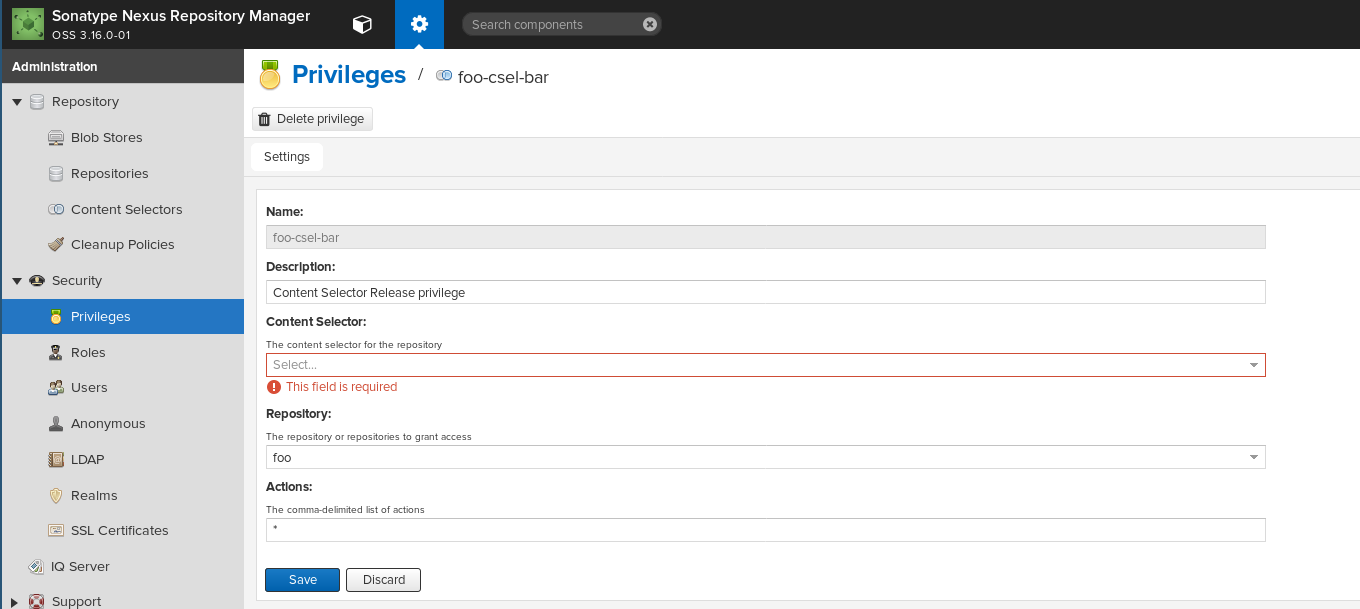 Sonatype Nexus Repository Manager
OSS 3.16.0-01
Search components
Administration
Repository
Blob Stores
Repositories
Content Selectors
Cleanup Policies
Security
Privileges
Roles
Users
Anonymous
LDAP
Realms
SSL Certificates
IQ Server
Support
Privileges / foo-csel-bar
Delete privilege
Settings
Name:
foo-csel-bar
Description:
Content Selector Release privilege
Content Selector:
The content selector for the repository
Select...
This field is required
Repository:
The repository or repositories to grant access
foo
Actions:
The comma-delimited list of actions
*
Save Discard